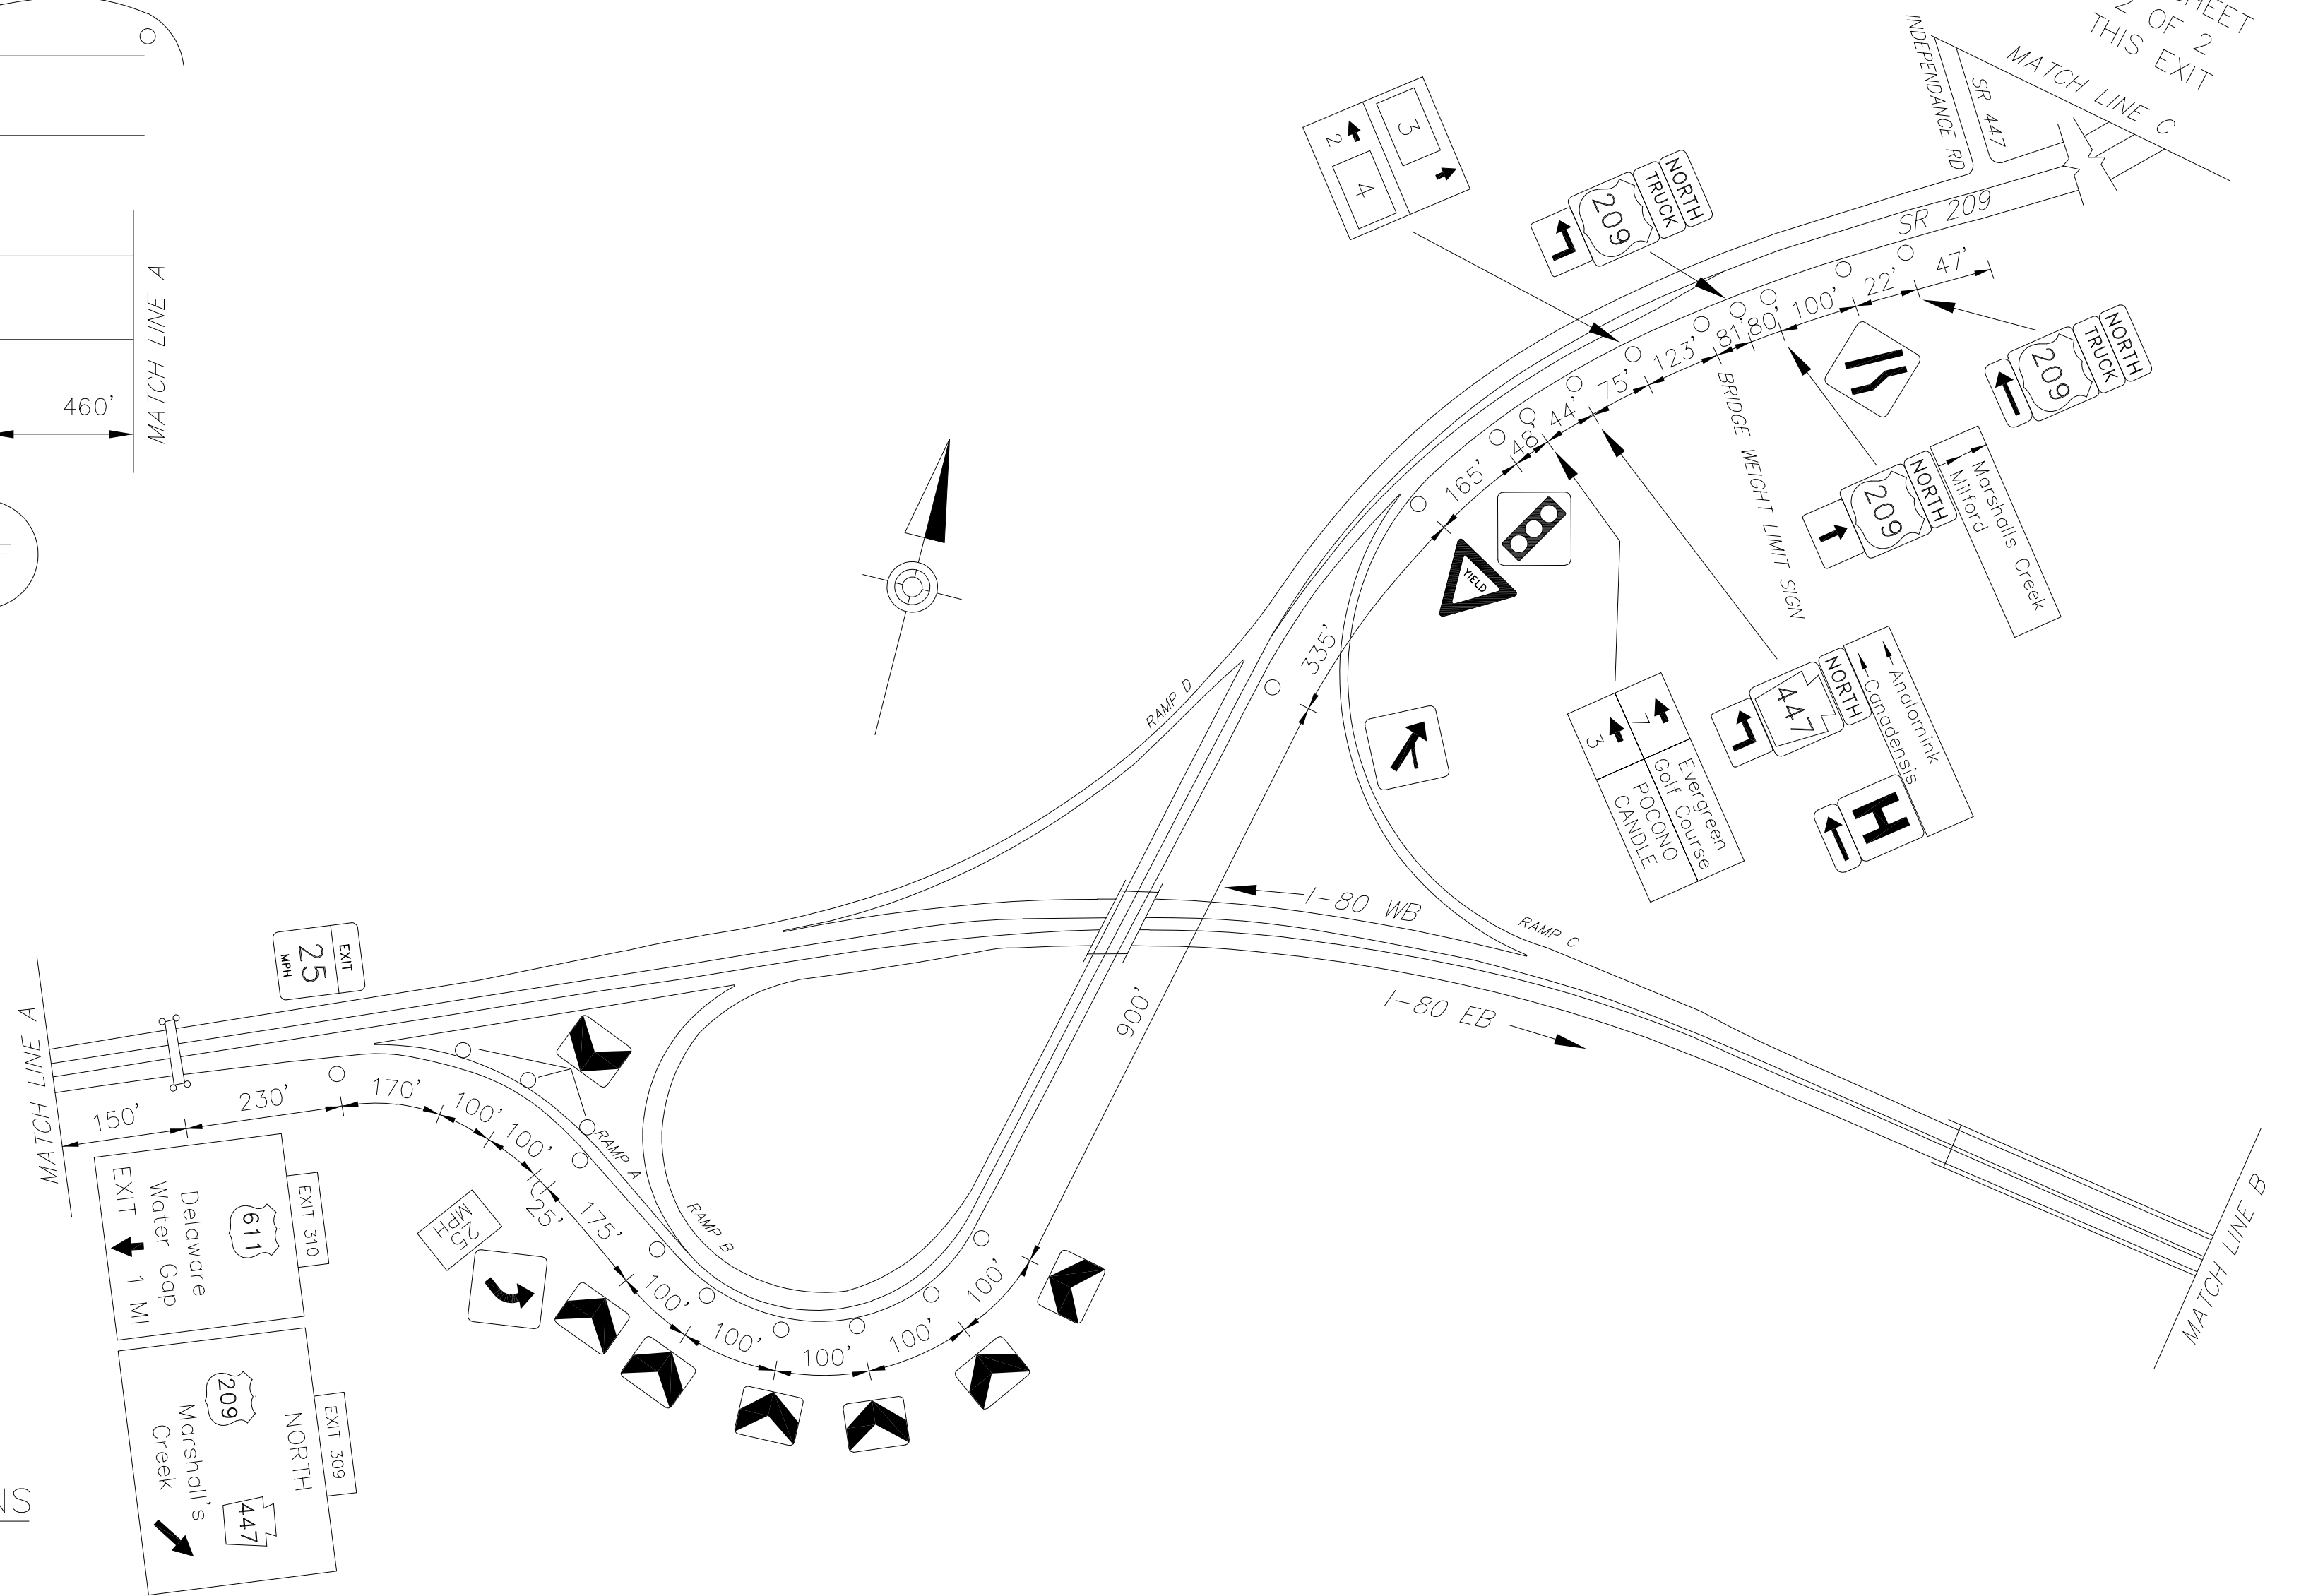 SHEET
2 OF 2
THIS EXIT
MATCH LINE C
INDEPENDANCE RD
SR 447
SR 209
MATCH LINE A
460'
2
4
3
NORTH
TRUCK
209
47'
22'
100'
80'
81'
123'
75'
44'
48'
165'
335'
900'
NORTH
TRUCK
209
Marshalls Creek
Milford
NORTH
209
BRIDGE WEIGHT LIMIT SIGN
YIELD
Analomink
Canadensis
NORTH
447
H
7
Evergreen
Golf Course
3
POCONO
CANDLE
RAMP D
I-80 WB
RAMP C
I-80 EB
EXIT
25
MPH
MATCH LINE A
150'
230'
170'
100'
100'
25'
175'
100'
100'
100'
100'
100'
RAMP A
RAMP B
25
MPH
EXIT 310
611
Delaware
Water Gap
EXIT 1 MI
EXIT 309
NORTH
209
447
Marshall's
Creek
MATCH LINE B
NS